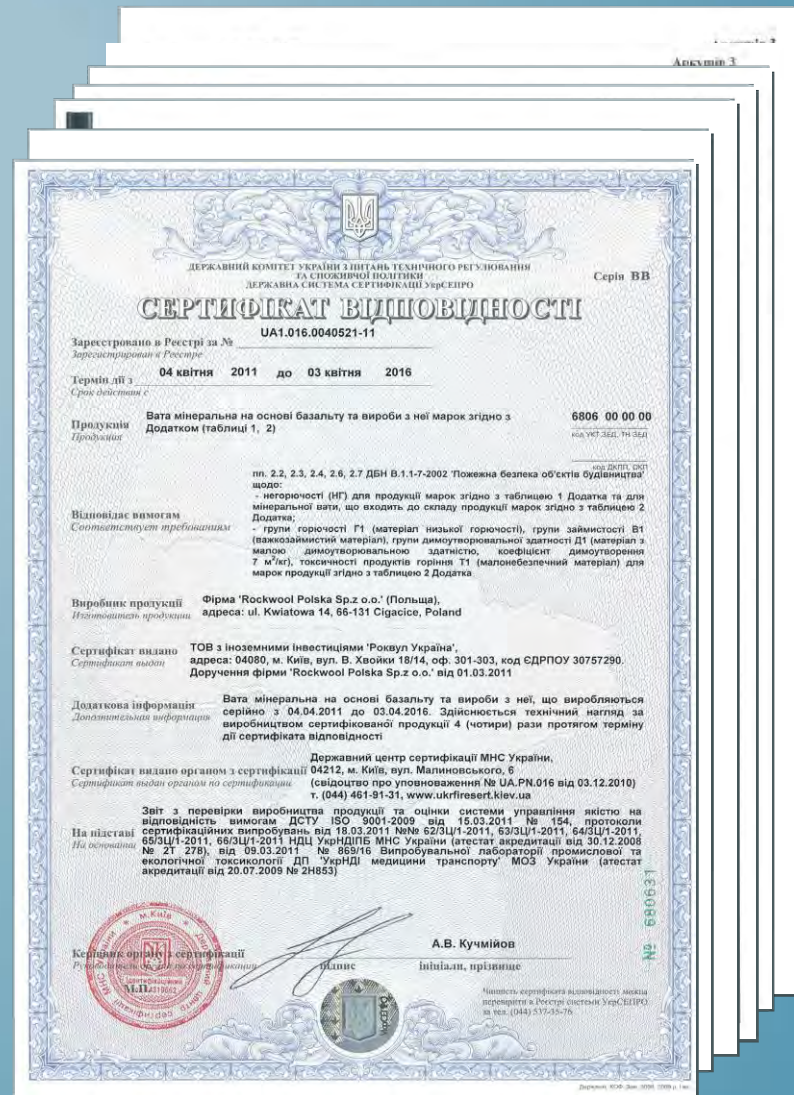 Аркушів 3
ДЕРЖАВНИЙ КОМІТЕТ УКРАЇНИ З ПИТАНЬ ТЕХНІЧНОГО РЕГУЛЮВАННЯ
ТА СПОЖИВЧОЇ ПОЛІТИКИ
ДЕРЖАВНА СИСТЕМА СЕРТИФІКАЦІЇ УкрСЕПРО
Серія ВВ
СЕРТИФІКАТ ВІДПОВІДНОСТІ
Зареєстровано в Реєстрі за № UA1.016.0040521-11
Зарегистрирован в Реестре
Термін дії з 04 квітня 2011 до 03 квітня 2016
Срок действия с
Продукція Вата мінеральна на основі базальту та вироби з неї марок згідно з 6806 00 00 00
Продукция Додатком (таблиці 1, 2)
код УКТ ЗЕД, ТН ЗЕД
код ДКПП, ОКП
пп. 2.2, 2.3, 2.4, 2.6, 2.7 ДБН В.1.1-7-2002 'Пожежна безпека об'єктів будівництва'
щодо:
- негорючості (НГ) для продукції марок згідно з таблицею 1 Додатка та для
Відповідає вимогам мінеральної вати, що входить до складу продукції марок згідно з таблицею 2
Соответствует требованиям Додатка;
- групи горючості Г1 (матеріал низької горючості), групи займистості В1
(важкозаймистий матеріал), групи димоутворювальної здатності Д1 (матеріал з
малою димоутворювальною здатністю, коефіцієнт димоутворення
7 м²/кг), токсичності продуктів горіння Т1 (малонебезпечний матеріал) для
марок продукції згідно з таблицею 2 Додатка
Виробник продукції Фірма 'Rockwool Polska Sp.z o.o.' (Польща),
Изготовитель продукции адреса: ul. Kwiatowa 14, 66-131 Cigacice, Poland
Сертифікат видано ТОВ з іноземними інвестиціями 'Роквул Україна',
Сертификат выдан адреса: 04080, м. Київ, вул. В. Хвойки 18/14, оф. 301-303, код ЄДРПОУ 30757290.
Доручення фірми 'Rockwool Polska Sp.z o.o.' від 01.03.2011
Додаткова інформація Вата мінеральна на основі базальту та вироби з неї, що виробляються
Дополнительная информация серійно з 04.04.2011 до 03.04.2016. Здійснюється технічний нагляд за
виробництвом сертифікованої продукції 4 (чотири) рази протягом терміну
дії сертифіката відповідності
Державний центр сертифікації МНС України,
Сертифікат видано органом з сертифікації 04212, м. Київ, вул. Малиновського, 6
Сертификат выдан органом по сертификации (свідоцтво про уповноваження № UA.PN.016 від 03.12.2010)
т. (044) 461-91-31, www.ukrfiresert.kiev.ua
Звіт з перевірки виробництва продукції та оцінки системи управління якістю на
відповідність вимогам ДСТУ ISO 9001-2009 від 15.03.2011 № 154, протоколи
На підставі сертифікаційних випробувань від 18.03.2011 №№ 62/3Ц/1-2011, 63/3Ц/1-2011, 64/3Ц/1-2011,
На основании 65/3Ц/1-2011, 66/3Ц/1-2011 НДЦ УкрНДІПБ МНС України (атестат акредитації від 30.12.2008
№ 2Т 278), від 09.03.2011 № 869/16 Випробувальної лабораторії промислової та
екологічної токсикології ДП 'УкрНДІ медицини транспорту' МОЗ України (атестат
акредитації від 20.07.2009 № 2Н853)
№ 680631
А.В. Кучмійов
Керівник органу з сертифікації
Руководитель органа по сертификации
підпис
ініціали, прізвище
М.П.
м.Київ
УкрСЕПРО
Чинність сертифіката відповідності можна
перевірити в Реєстрі системи УкрСЕПРО
за тел. (044) 537-35-76